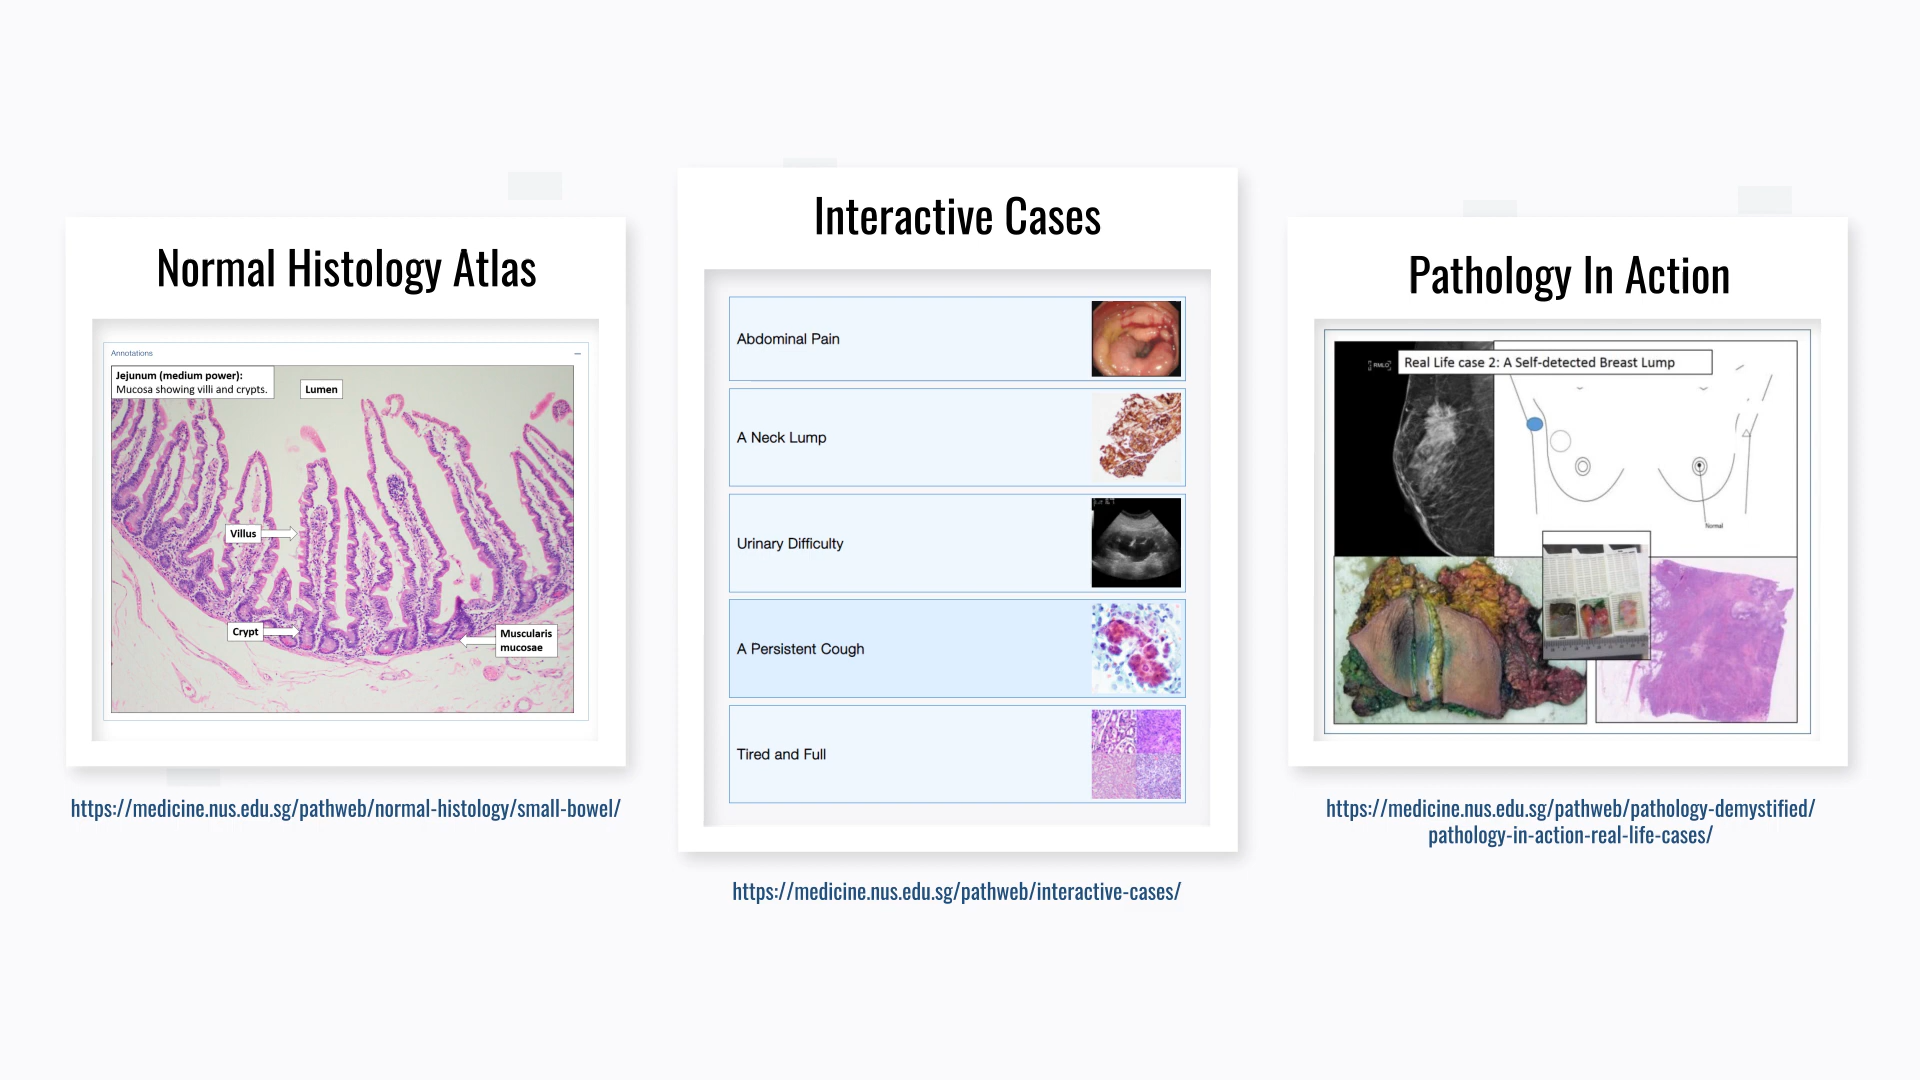 Normal Histology Atlas
Annotations
Jejunum (medium power):
Mucosa showing villi and crypts.
Lumen
Villus
Crypt
Muscularis
mucosae
https://medicine.nus.edu.sg/pathweb/normal-histology/small-bowel/
Interactive Cases
Abdominal Pain
A Neck Lump
Urinary Difficulty
A Persistent Cough
Tired and Full
https://medicine.nus.edu.sg/pathweb/interactive-cases/
Pathology In Action
RMLO
Real Life case 2: A Self-detected Breast Lump
Normal
https://medicine.nus.edu.sg/pathweb/pathology-demystified/
pathology-in-action-real-life-cases/